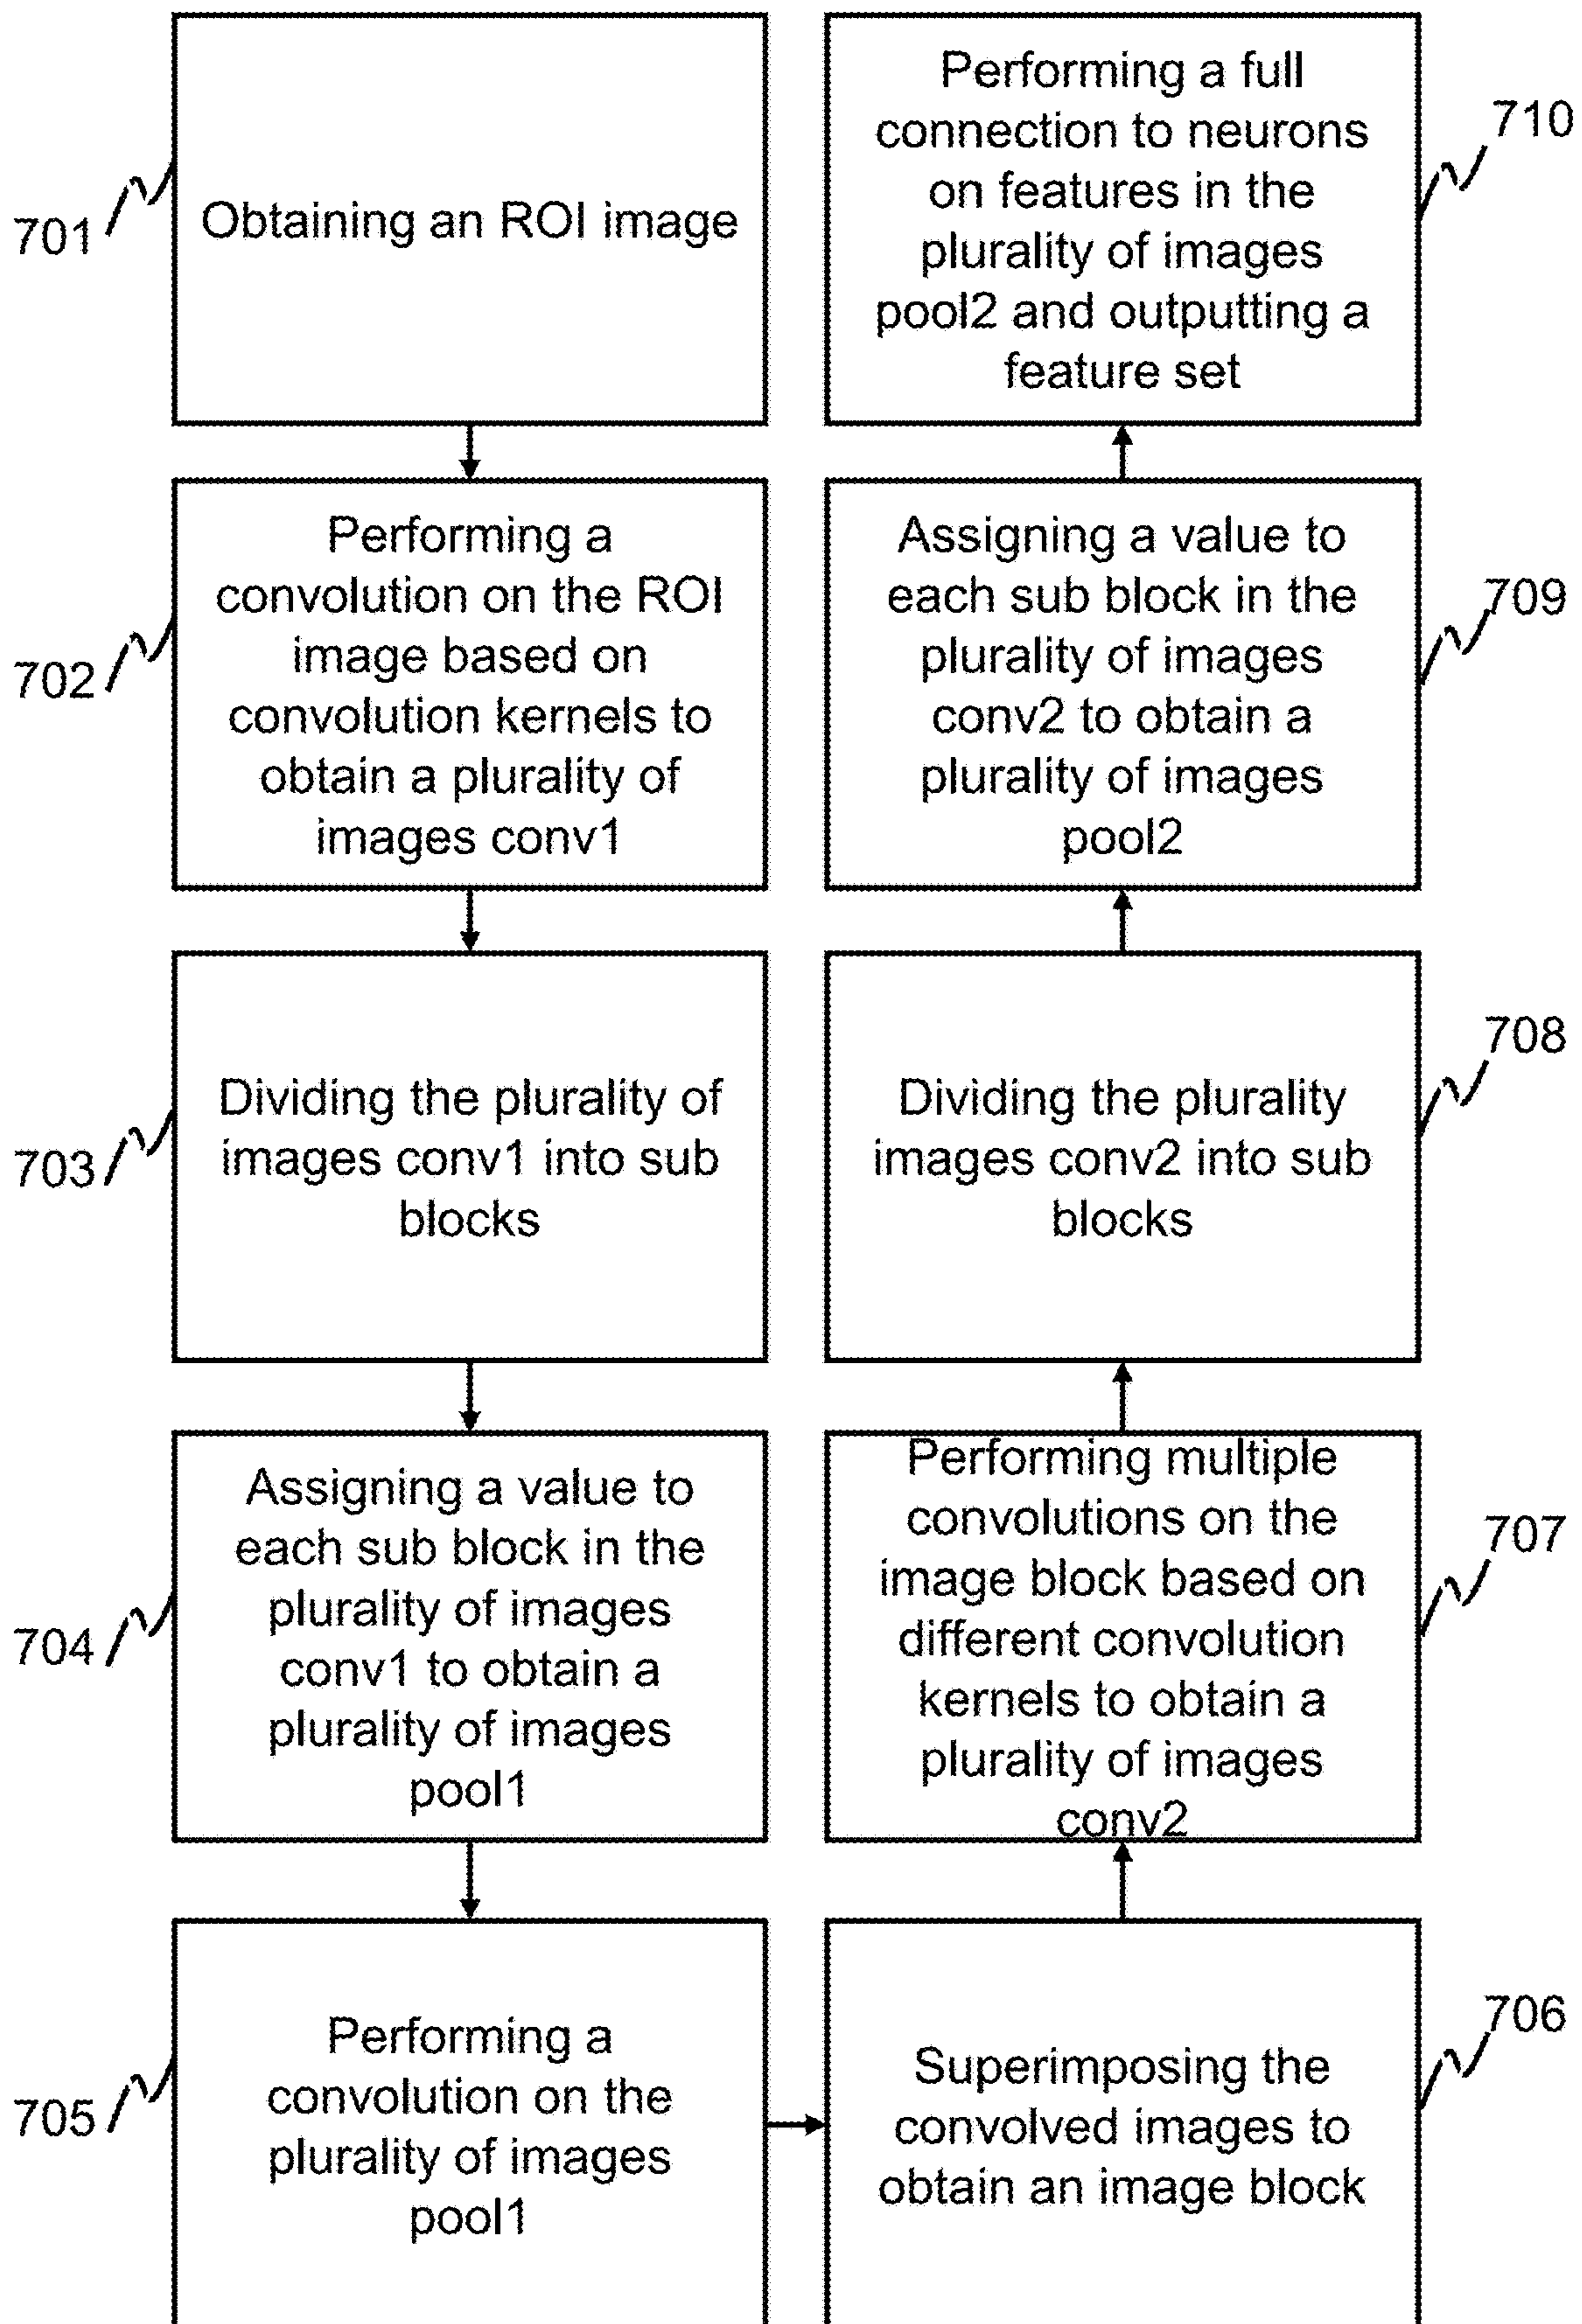 701
Obtaining an ROI image
702
Performing a
convolution on the ROI
image based on
convolution kernels to
obtain a plurality of
images conv1
703
Dividing the plurality of
images conv1 into sub
blocks
704
Assigning a value to
each sub block in the
plurality of images
conv1 to obtain a
plurality of images
pool1
705
Performing a
convolution on the
plurality of images
pool1
706
Superimposing the
convolved images to
obtain an image block
707
Performing multiple
convolutions on the
image block based on
different convolution
kernels to obtain a
plurality of images
conv2
708
Dividing the plurality
images conv2 into sub
blocks
709
Assigning a value to
each sub block in the
plurality of images
conv2 to obtain a
plurality of images
pool2
710
Performing a full
connection to neurons
on features in the
plurality of images
pool2 and outputting a
feature set